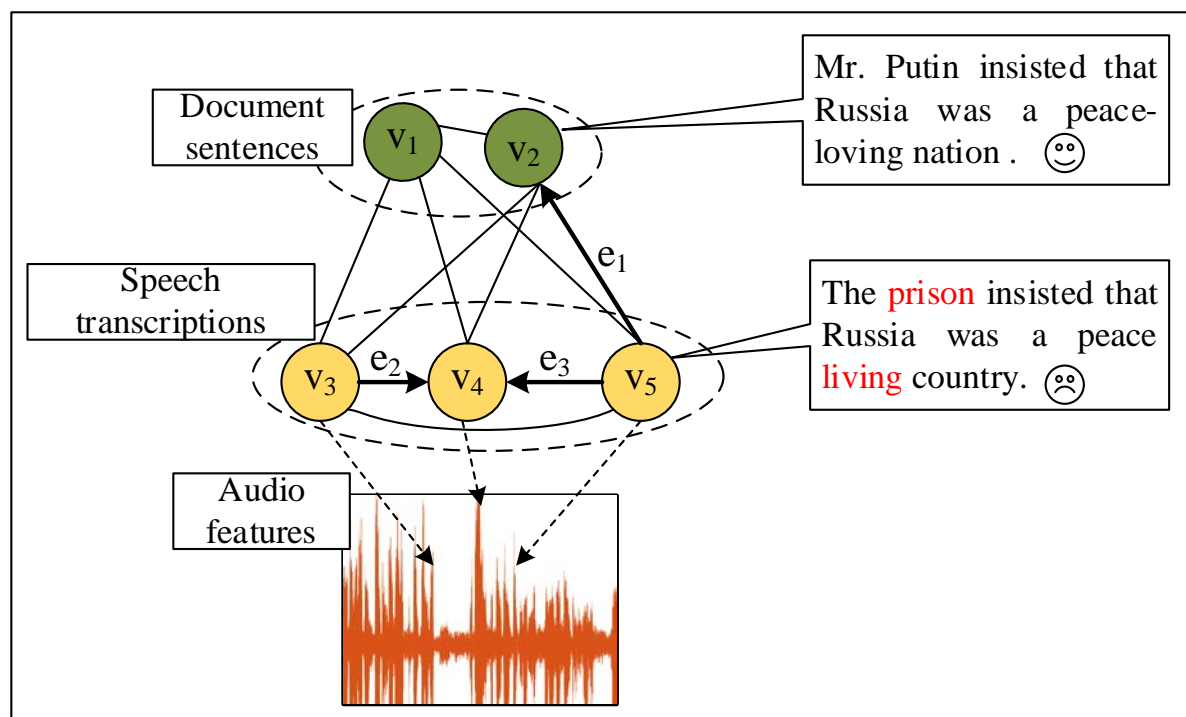 Document
sentences
v1
v2
Mr. Putin insisted that
Russia was a peace-
loving nation .
e1
Speech
transcriptions
The prison insisted that
Russia was a peace
living country.
v3
e2
v4
e3
v5
Audio
features